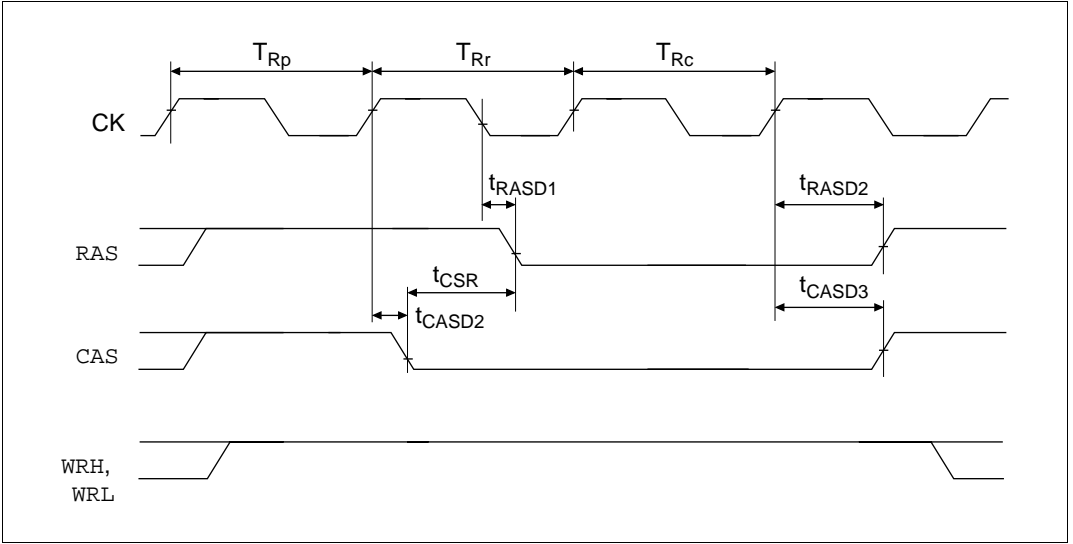 TRp TRr TRc
CK
tRASD1 tRASD2
RAS
tCSR
tCASD2 tCASD3
CAS
WRH,
WRL